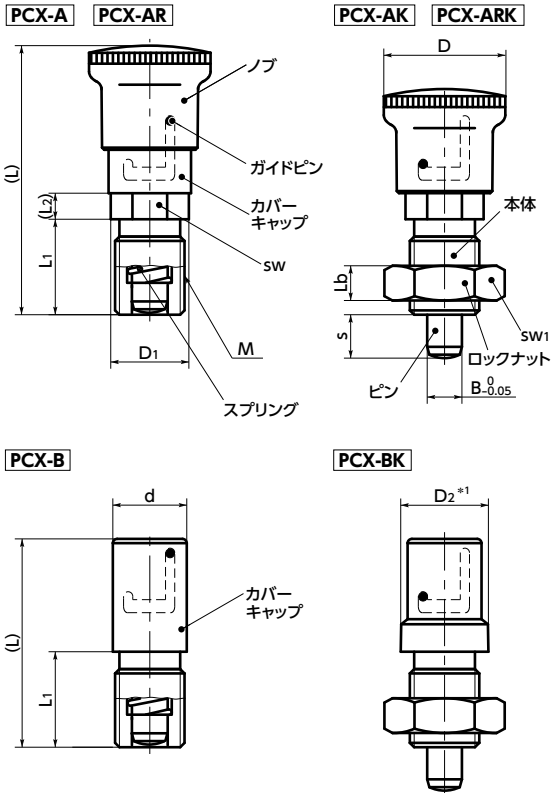 PCX-A PCX-AR
ノブ
ガイドピン
カバー
キャップ
sw
M
スプリング
(L)
(L2)
L1
D1
PCX-AK PCX-ARK
D
本体
sw1
ロックナット
Lb
s
ピン
B 0 -0.05
PCX-B
d
カバー
キャップ
(L)
L1
PCX-BK
D2*1